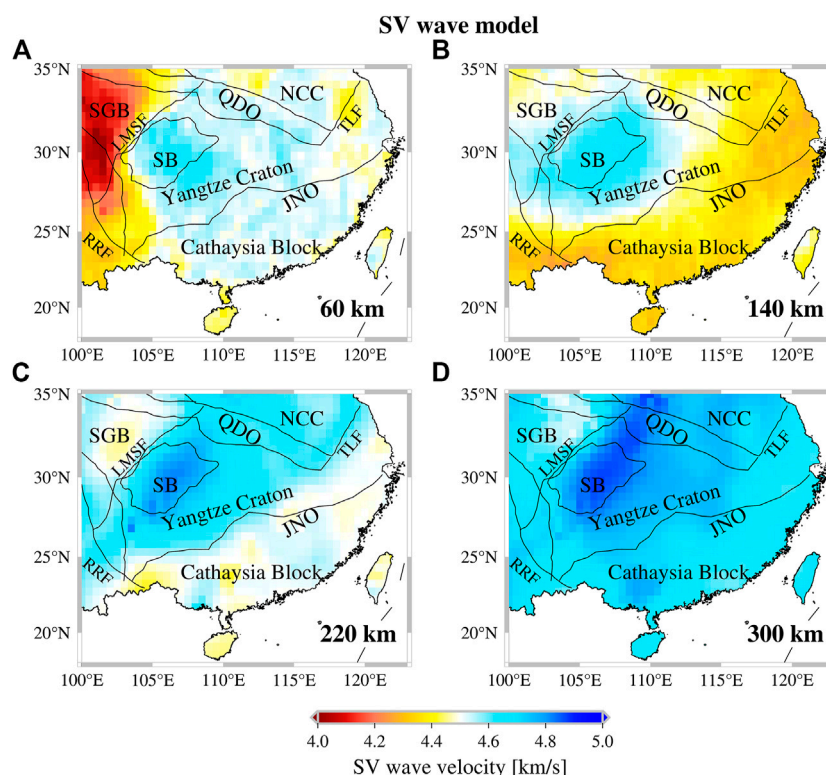 SV wave model
A
35°N
30°N
25°N
20°N
SGB
LMSF
QDO
NCC
TLF
SB
Yangtze Craton
JNO
RRF
Cathaysia Block
60 km
100°E 105°E 110°E 115°E 120°E
B
35°N
30°N
25°N
20°N
SGB
LMSF
QDO
NCC
TLF
SB
Yangtze Craton
JNO
RRF
Cathaysia Block
140 km
100°E 105°E 110°E 115°E 120°E
C
35°N
30°N
25°N
20°N
SGB
LMSF
QDO
NCC
TLF
SB
Yangtze Craton
JNO
RRF
Cathaysia Block
220 km
100°E 105°E 110°E 115°E 120°E
D
35°N
30°N
25°N
20°N
SGB
LMSF
QDO
NCC
TLF
SB
Yangtze Craton
JNO
RRF
Cathaysia Block
300 km
100°E 105°E 110°E 115°E 120°E
4.0 4.2 4.4 4.6 4.8 5.0
SV wave velocity [km/s]